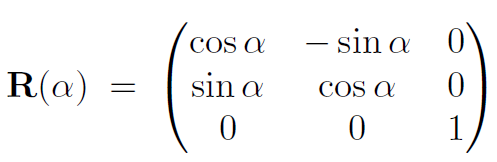 cos α − sin α 0
R(α) = sin α cos α 0
0 0 1